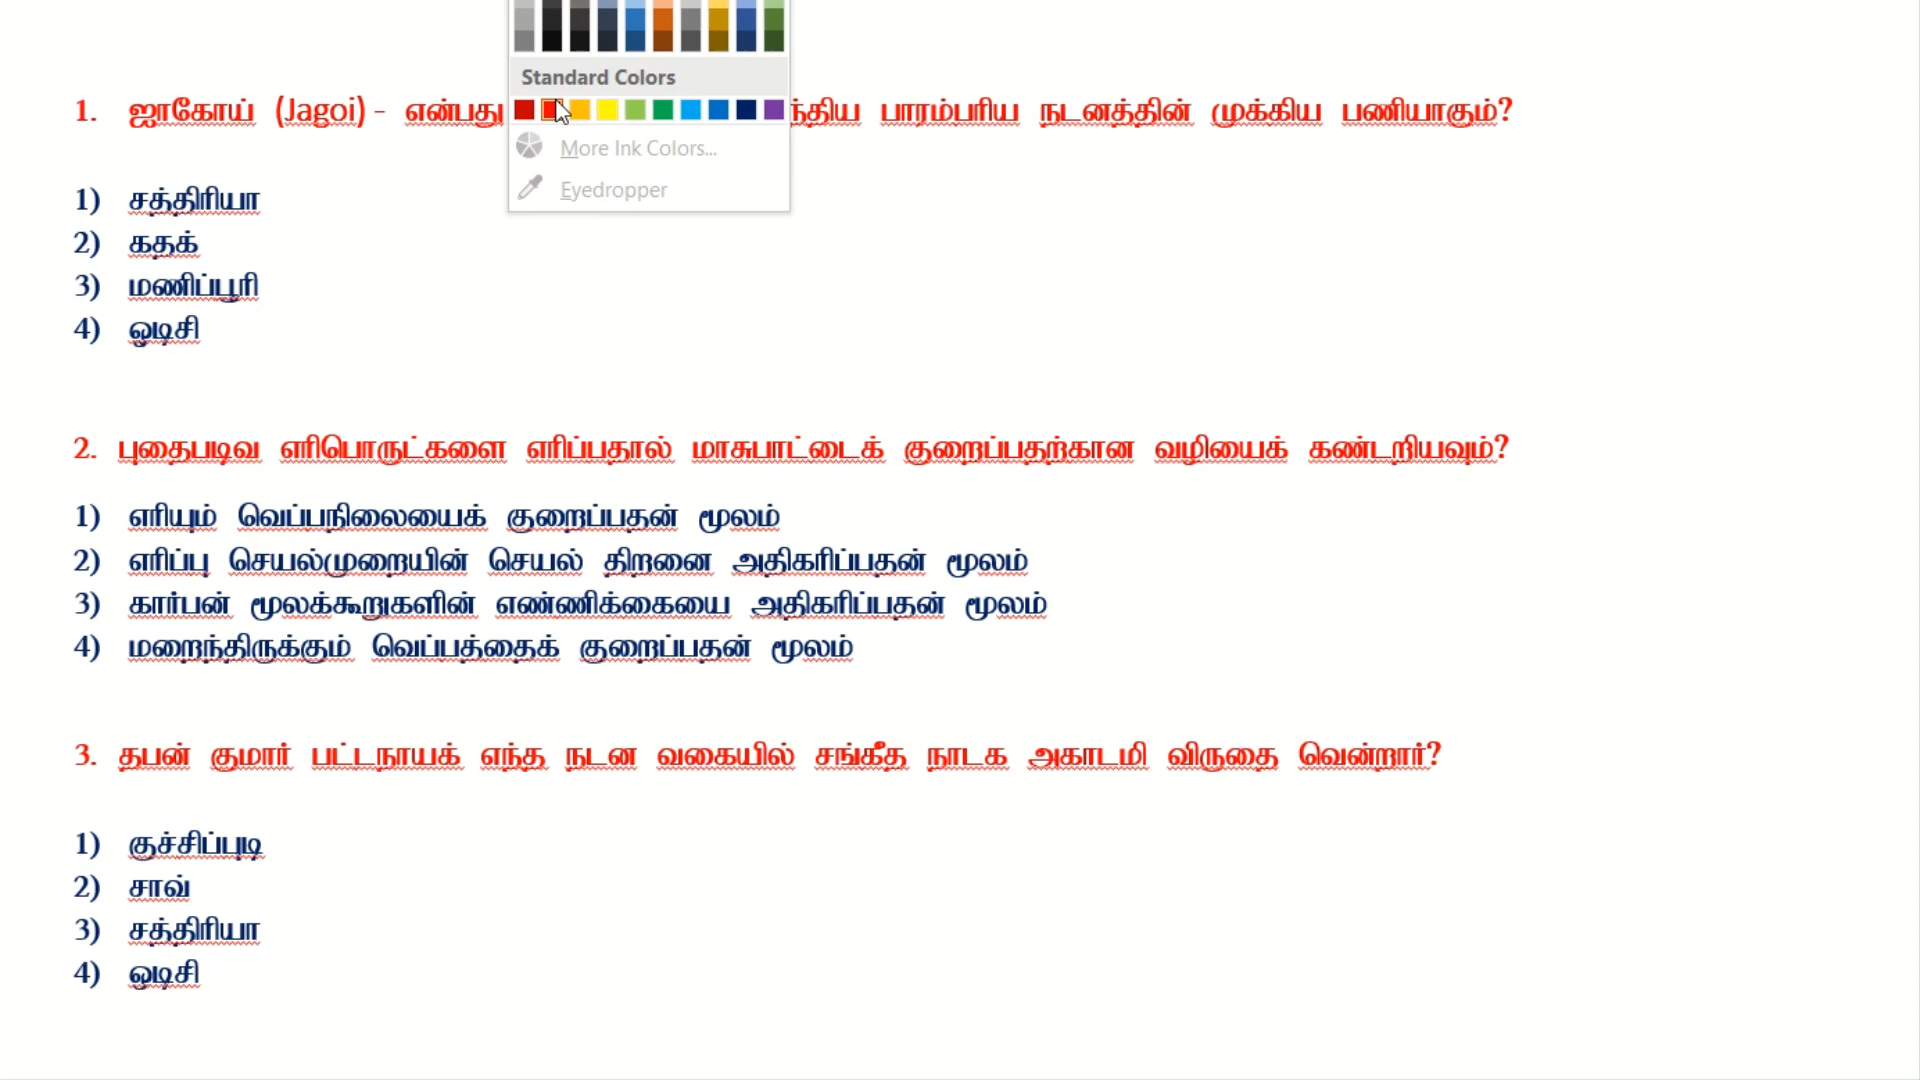 Standard Colors
1. ஜாகோய் (Jagoi) - என்பது ந்திய பாரம்பரிய நடனத்தின் முக்கிய பணியாகும்?
More Ink Colors...
Eyedropper
1) சத்திரியா
2) கதக்
3) மணிப்பூரி
4) ஒடிசி
2. புதைபடிவ எரிபொருட்களை எரிப்பதால் மாசுபாட்டைக் குறைப்பதற்கான வழியைக் கண்டறியவும்?
1) எரியும் வெப்பநிலையைக் குறைப்பதன் மூலம்
2) எரிப்பு செயல்முறையின் செயல் திறனை அதிகரிப்பதன் மூலம்
3) கார்பன் மூலக்கூறுகளின் எண்ணிக்கையை அதிகரிப்பதன் மூலம்
4) மறைந்திருக்கும் வெப்பத்தைக் குறைப்பதன் மூலம்
3. தபன் குமார் பட்டநாயக் எந்த நடன வகையில் சங்கீத நாடக அகாடமி விருதை வென்றார்?
1) குச்சிப்புடி
2) சாவ்
3) சத்திரியா
4) ஒடிசி